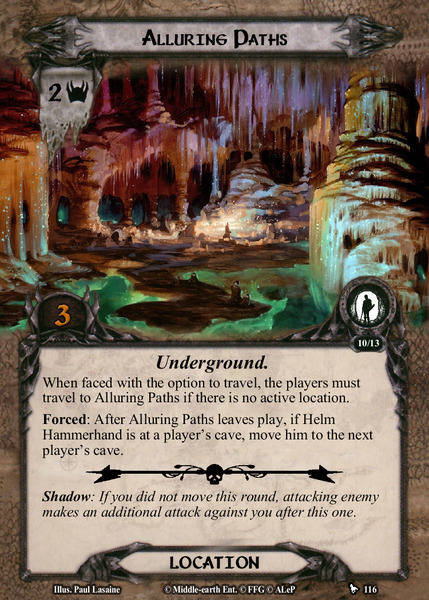 Alluring Paths
2
3
10/13
Underground.
When faced with the option to travel, the players must
travel to Alluring Paths if there is no active location.
Forced: After Alluring Paths leaves play, if Helm
Hammerhand is at a player's cave, move him to the next
player's cave.
Shadow: If you did not move this round, attacking enemy
makes an additional attack against you after this one.
LOCATION
Illus. Paul Lasaine © Middle-earth Ent. © FFG © ALeP 116